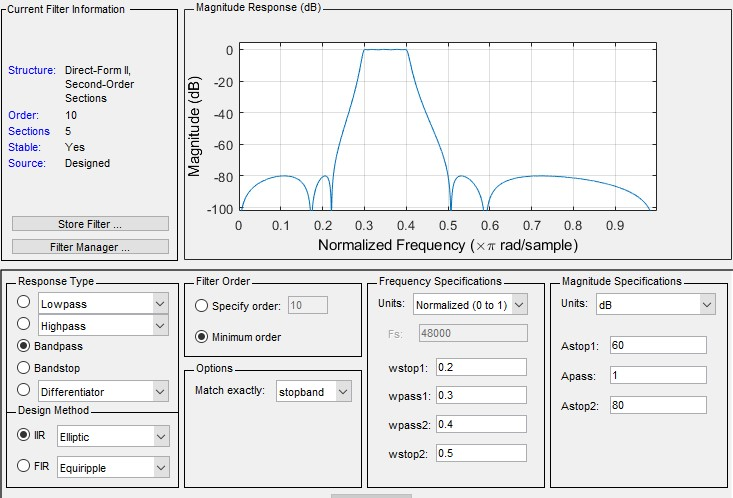 Current Filter Information
Structure: Direct-Form II,
Second-Order
Sections
Order: 10
Sections 5
Stable: Yes
Source: Designed
Store Filter ...
Filter Manager ...
Magnitude Response (dB)
Magnitude (dB)
0
-20
-40
-60
-80
-100
0 0.1 0.2 0.3 0.4 0.5 0.6 0.7 0.8 0.9
Normalized Frequency (×π rad/sample)
Response Type
Lowpass
Highpass
Bandpass
Bandstop
Differentiator
Design Method
IIR Elliptic
FIR Equiripple
Filter Order
Specify order: 10
Minimum order
Options
Match exactly: stopband
Frequency Specifications
Units: Normalized (0 to 1)
Fs: 48000
wstop1: 0.2
wpass1: 0.3
wpass2: 0.4
wstop2: 0.5
Magnitude Specifications
Units: dB
Astop1: 60
Apass: 1
Astop2: 80